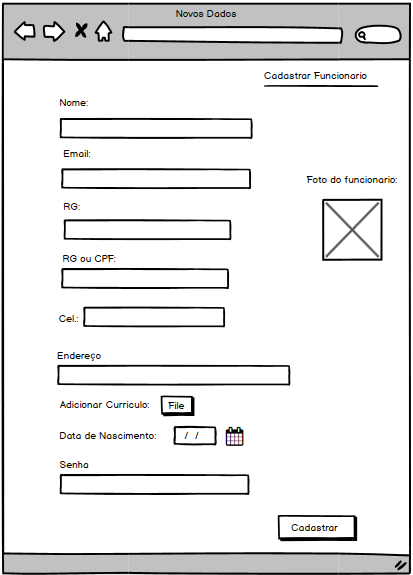 Novos Dados
Cadastrar Funcionario
Nome:
Email:
Foto do funcionario:
RG:
RG ou CPF:
Cel.:
Endereço
Adicionar Curriculo: File
Data de Nascimento: / /
Senha
Cadastrar